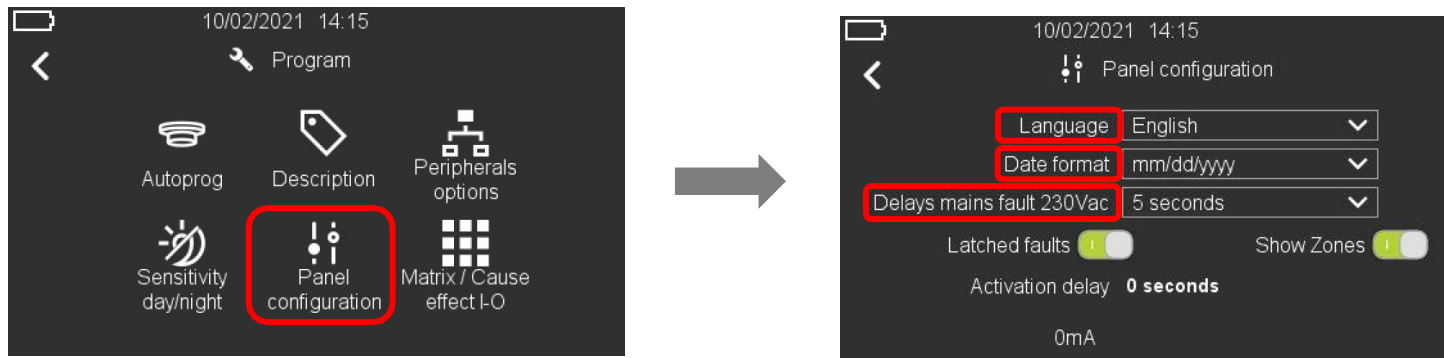 10/02/2021 14:15
Program
Autoprog
Description
Peripherals
options
Sensitivity
day/night
Panel
configuration
Matrix / Cause
effect I-O
10/02/2021 14:15
Panel configuration
Language English
Date format mm/dd/yyyy
Delays mains fault 230Vac 5 seconds
Latched faults Show Zones
Activation delay 0 seconds
0mA